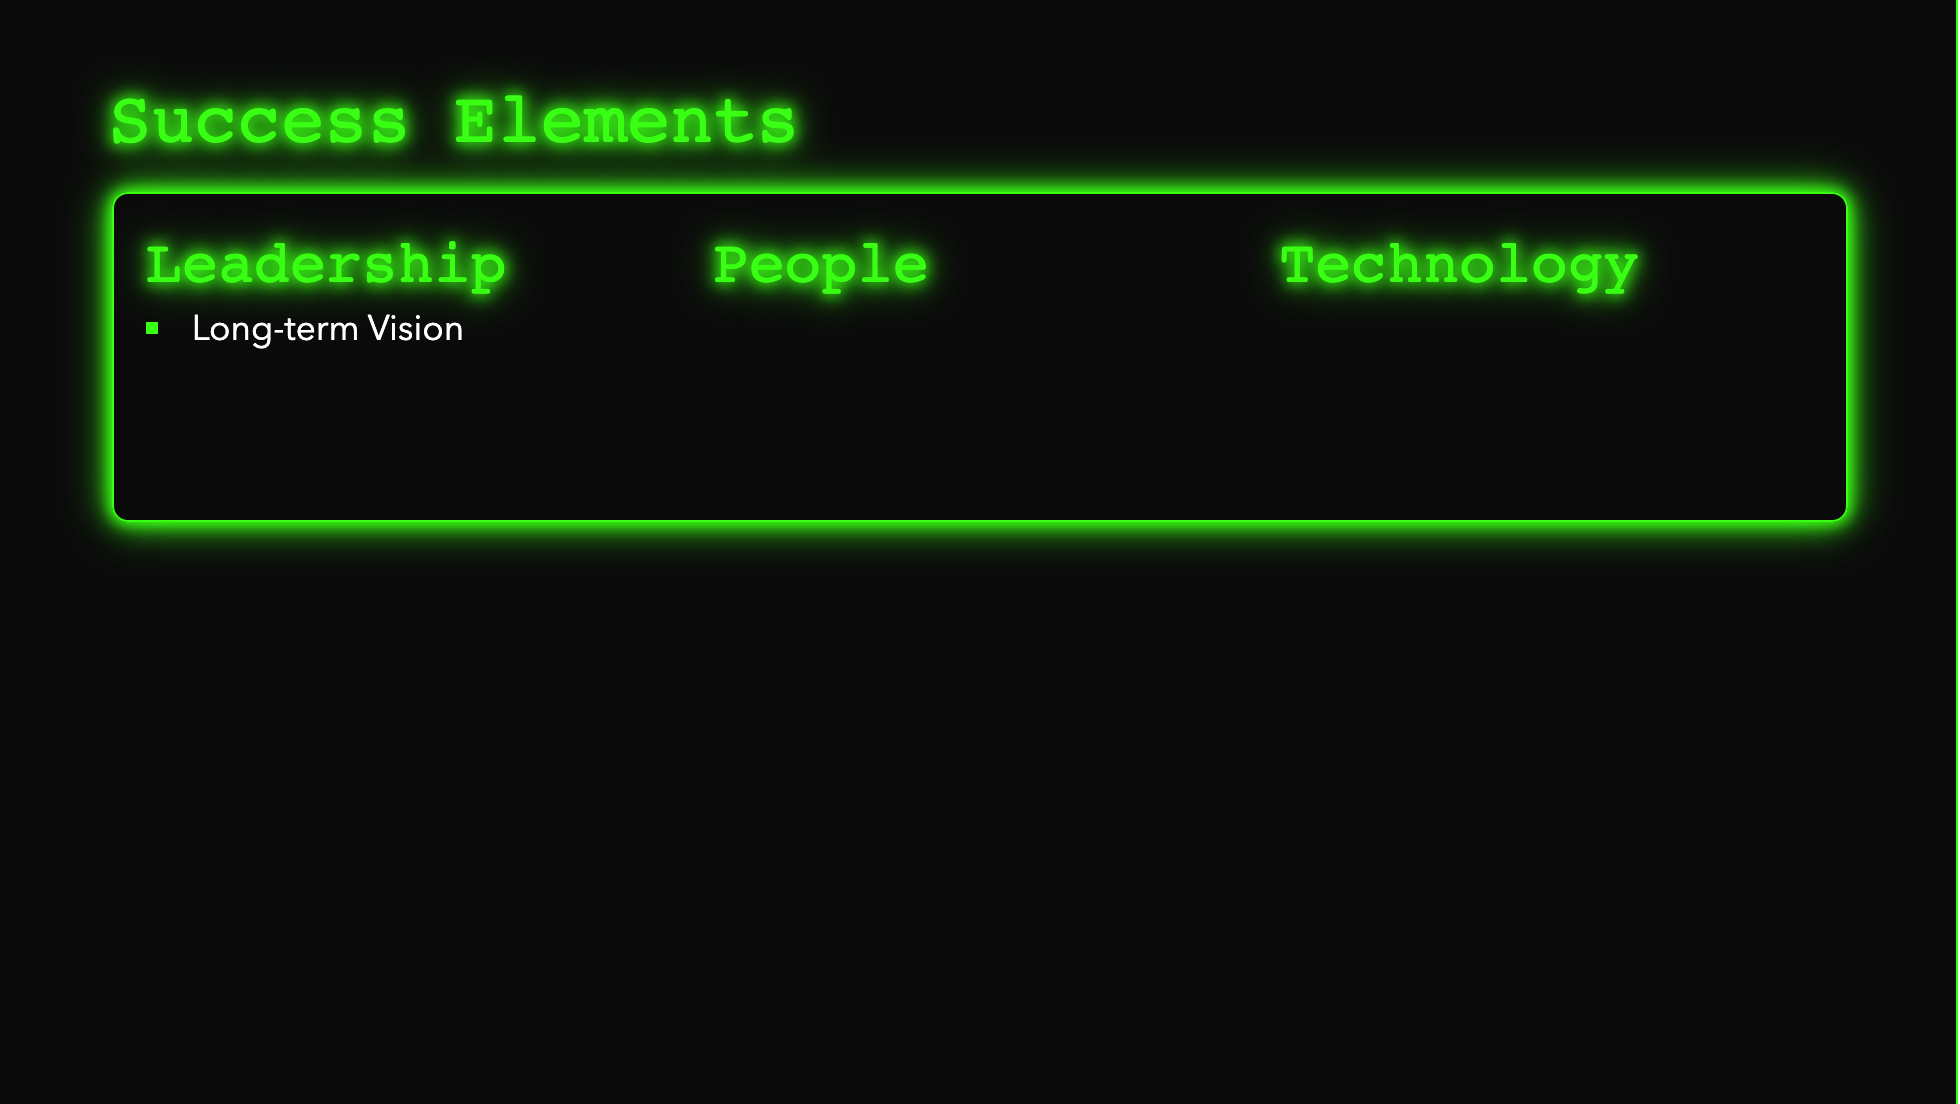 Success Elements
Leadership
Long-term Vision
People
Technology